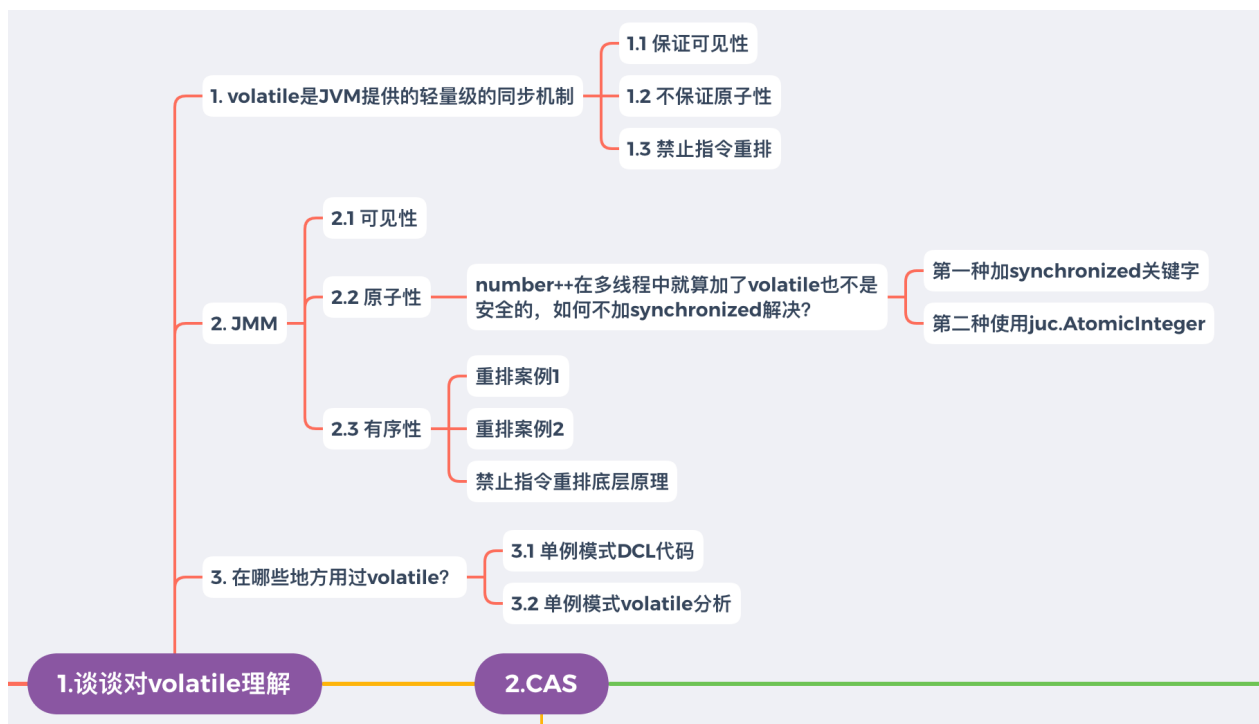 1. volatile是JVM提供的轻量级的同步机制
1.1 保证可见性
1.2 不保证原子性
1.3 禁止指令重排
2. JMM
2.1 可见性
2.2 原子性
number++在多线程中就算加了volatile也不是
安全的，如何不加synchronized解决？
第一种加synchronized关键字
第二种使用juc.AtomicInteger
2.3 有序性
重排案例1
重排案例2
禁止指令重排底层原理
3. 在哪些地方用过volatile？
3.1 单例模式DCL代码
3.2 单例模式volatile分析
1.谈谈对volatile理解
2.CAS